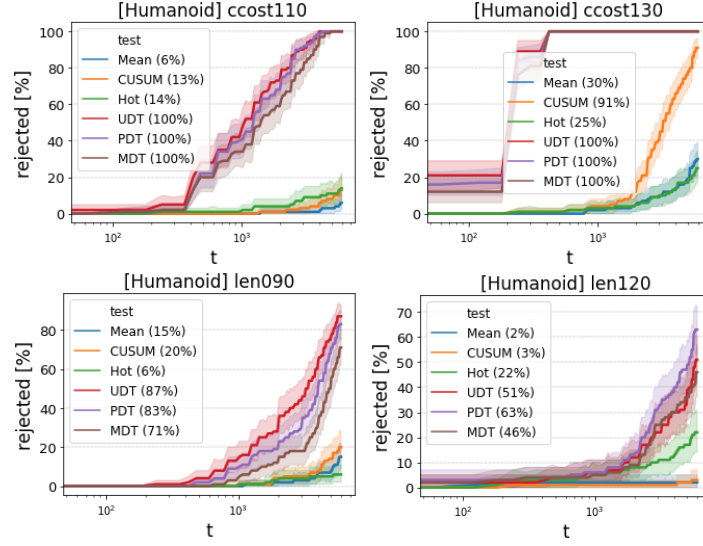 [Humanoid] ccost110
rejected [%]
100
80
60
40
20
0
test
Mean (6%)
CUSUM (13%)
Hot (14%)
UDT (100%)
PDT (100%)
MDT (100%)
10²
10³
t
[Humanoid] ccost130
rejected [%]
100
80
60
40
20
0
test
Mean (30%)
CUSUM (91%)
Hot (25%)
UDT (100%)
PDT (100%)
MDT (100%)
10²
10³
t
[Humanoid] len090
rejected [%]
80
60
40
20
0
test
Mean (15%)
CUSUM (20%)
Hot (6%)
UDT (87%)
PDT (83%)
MDT (71%)
10²
10³
t
[Humanoid] len120
rejected [%]
70
60
50
40
30
20
10
0
test
Mean (2%)
CUSUM (3%)
Hot (22%)
UDT (51%)
PDT (63%)
MDT (46%)
10²
10³
t